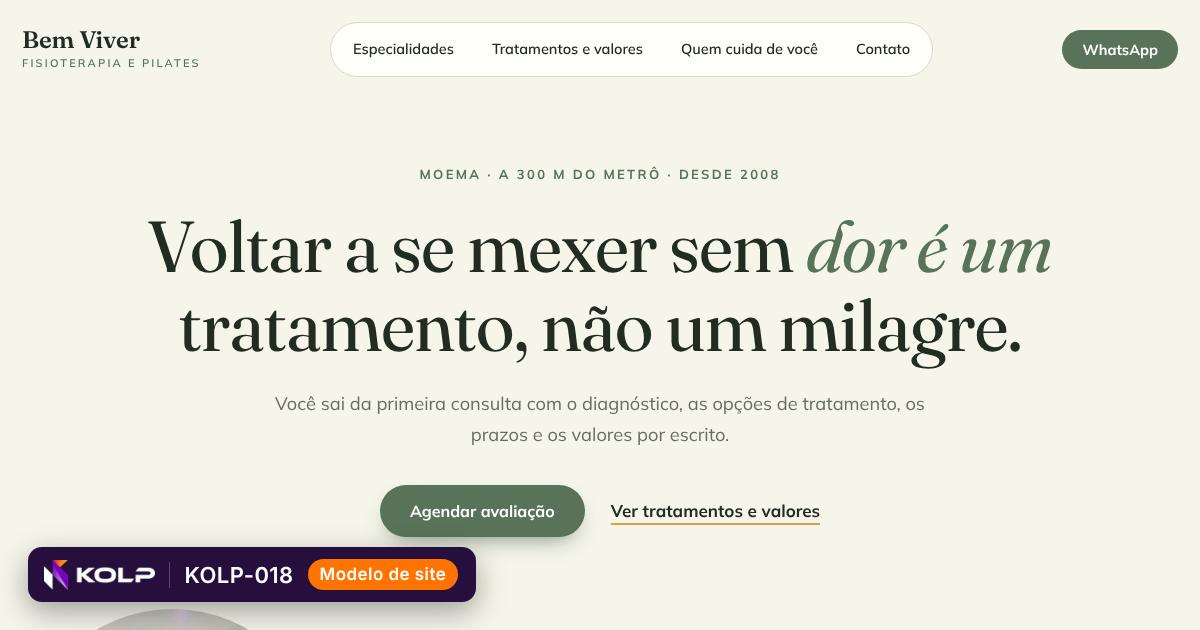 Bem Viver
FISIOTERAPIA E PILATES
Especialidades
Tratamentos e valores
Quem cuida de você
Contato
WhatsApp
MOEMA · A 300 M DO METRÔ · DESDE 2008
Voltar a se mexer sem dor é um
tratamento, não um milagre.
Você sai da primeira consulta com o diagnóstico, as opções de tratamento, os
prazos e os valores por escrito.
Agendar avaliação
Ver tratamentos e valores
KOLP
KOLP-018
Modelo de site